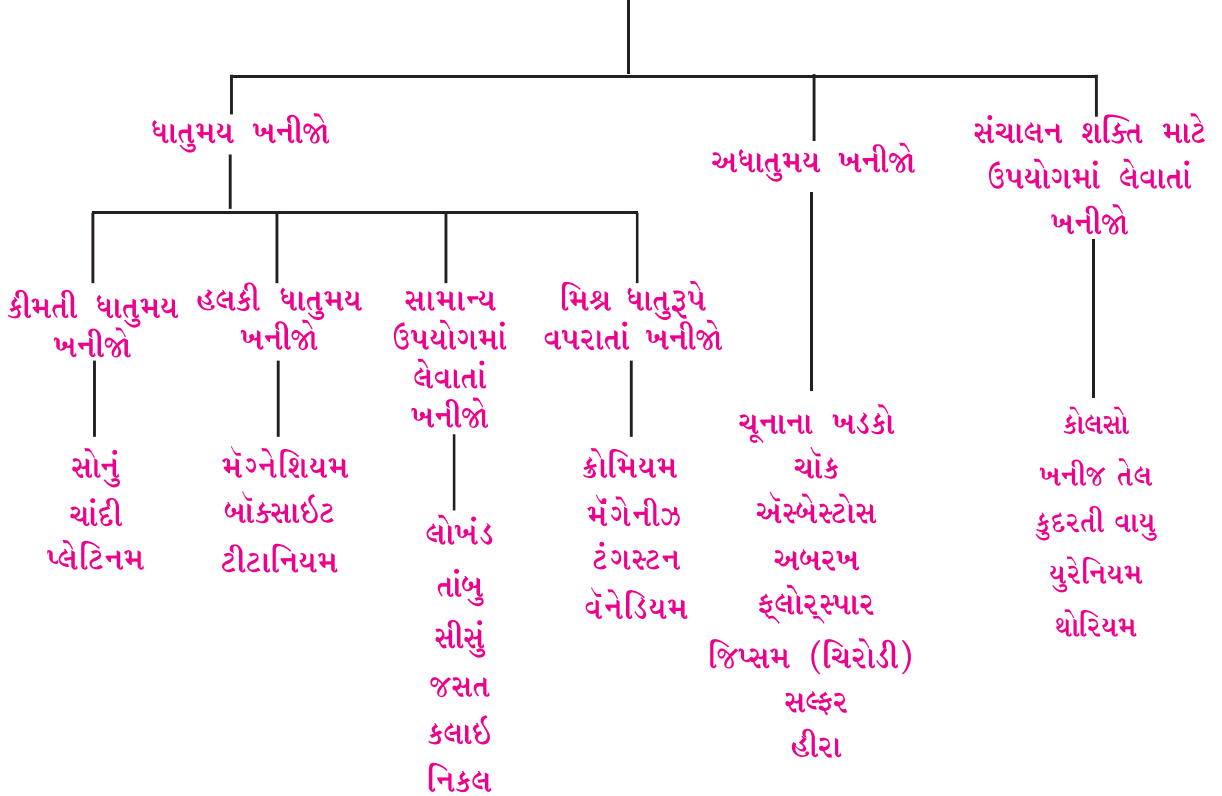 ધાતુમય ખનીજો
અધાતુમય ખનીજો
સંચાલન શક્તિ માટે
ઉપયોગમાં લેવાતાં
ખનીજો
કીમતી ધાતુમય
ખનીજો
સોનું
ચાંદી
પ્લેટિનમ
હલકી ધાતુમય
ખનીજો
મૅગ્નેશિયમ
બૉક્સાઇટ
ટીટાનિયમ
સામાન્ય
ઉપયોગમાં
લેવાતાં
ખનીજો
લોખંડ
તાંબુ
સીસું
જસત
કલાઇ
નિકલ
મિશ્ર ધાતુરૂપે
વપરાતાં ખનીજો
ક્રોમિયમ
મૅંગેનીઝ
ટંગસ્ટન
વૅનેડિયમ
ચૂનાના ખડકો
ચૉક
ઍસ્બેસ્ટોસ
અબરખ
ફ્લોર્સ્પાર
જિપ્સમ (ચિરોડી)
સલ્ફર
હીરા
કોલસો
ખનીજ તેલ
કુદરતી વાયુ
યુરેનિયમ
થોરિયમ